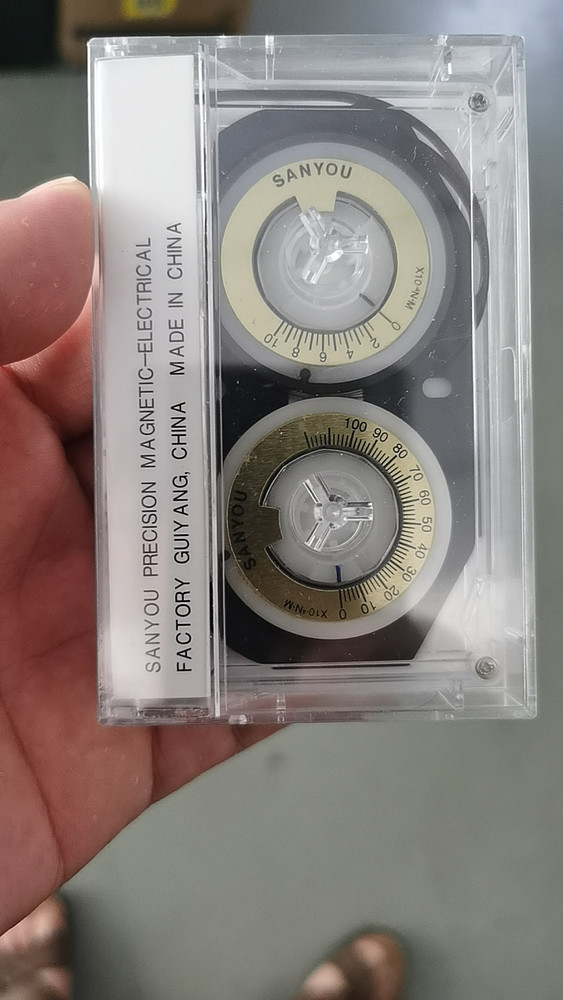 SANYOU PRECISION MAGNETIC-ELECTRICAL
FACTORY GUIYANG, CHINA MADE IN CHINA
SANYOU
X10⁻⁴N·M
0 2 4 6 8 10
SANYOU
X10⁻⁴N·M
0 10 20 30 40 50 60 70 80 90 100